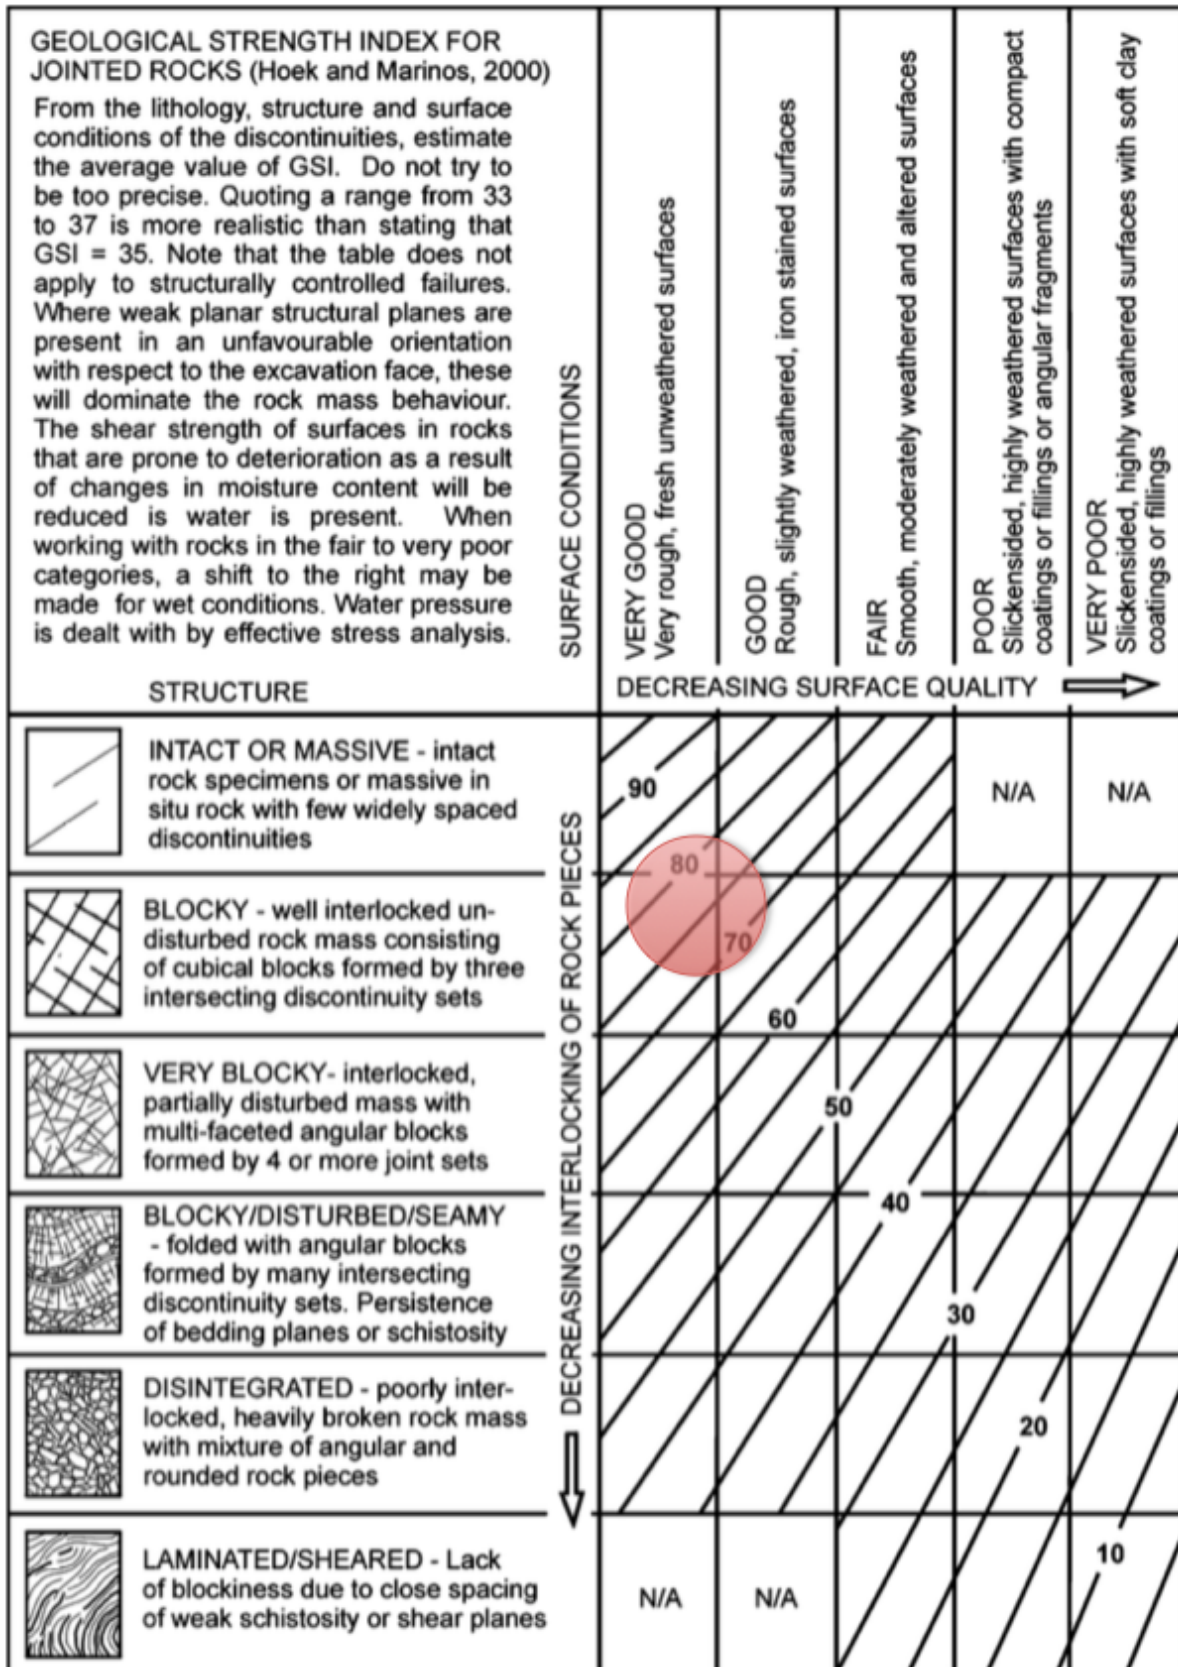 GEOLOGICAL STRENGTH INDEX FOR
JOINTED ROCKS (Hoek and Marinos, 2000)
From the lithology, structure and surface
conditions of the discontinuities, estimate
the average value of GSI. Do not try to
be too precise. Quoting a range from 33
to 37 is more realistic than stating that
GSI = 35. Note that the table does not
apply to structurally controlled failures.
Where weak planar structural planes are
present in an unfavourable orientation
with respect to the excavation face, these
will dominate the rock mass behaviour.
The shear strength of surfaces in rocks
that are prone to deterioration as a result
of changes in moisture content will be
reduced is water is present. When
working with rocks in the fair to very poor
categories, a shift to the right may be
made for wet conditions. Water pressure
is dealt with by effective stress analysis.
STRUCTURE
SURFACE CONDITIONS
VERY GOOD
Very rough, fresh unweathered surfaces
GOOD
Rough, slightly weathered, iron stained surfaces
FAIR
Smooth, moderately weathered and altered surfaces
POOR
Slickensided, highly weathered surfaces with compact
coatings or fillings or angular fragments
VERY POOR
Slickensided, highly weathered surfaces with soft clay
coatings or fillings
DECREASING SURFACE QUALITY
DECREASING INTERLOCKING OF ROCK PIECES
INTACT OR MASSIVE - intact
rock specimens or massive in
situ rock with few widely spaced
discontinuities
90
N/A
N/A
80
BLOCKY - well interlocked un-
disturbed rock mass consisting
of cubical blocks formed by three
intersecting discontinuity sets
70
60
VERY BLOCKY- interlocked,
partially disturbed mass with
multi-faceted angular blocks
formed by 4 or more joint sets
50
BLOCKY/DISTURBED/SEAMY
- folded with angular blocks
formed by many intersecting
discontinuity sets. Persistence
of bedding planes or schistosity
40
30
DISINTEGRATED - poorly inter-
locked, heavily broken rock mass
with mixture of angular and
rounded rock pieces
20
LAMINATED/SHEARED - Lack
of blockiness due to close spacing
of weak schistosity or shear planes
N/A
N/A
10